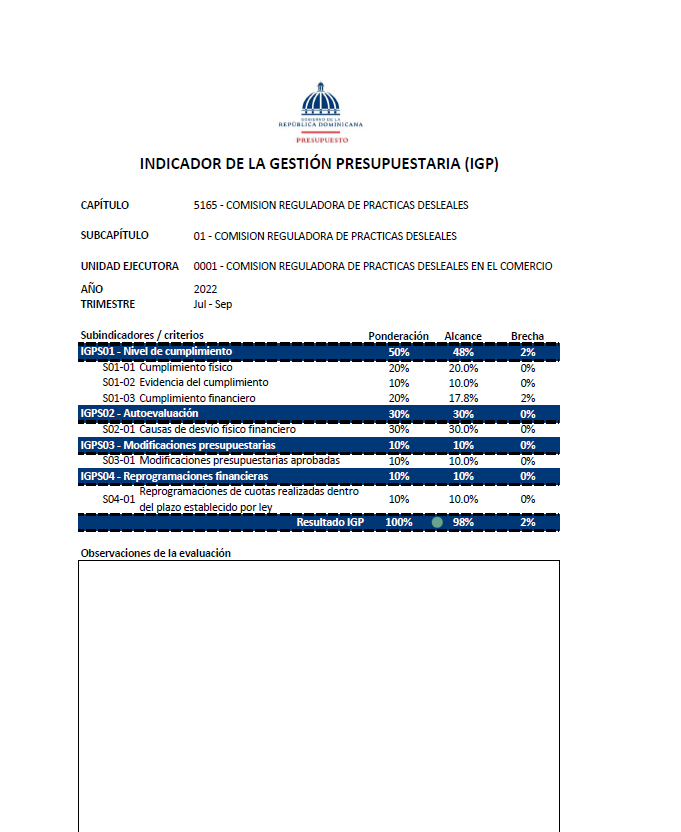 GOBIERNO DE LA
REPÚBLICA DOMINICANA
PRESUPUESTO
INDICADOR DE LA GESTIÓN PRESUPUESTARIA (IGP)
CAPÍTULO 5165 - COMISION REGULADORA DE PRACTICAS DESLEALES
SUBCAPÍTULO 01 - COMISION REGULADORA DE PRACTICAS DESLEALES
UNIDAD EJECUTORA 0001 - COMISION REGULADORA DE PRACTICAS DESLEALES EN EL COMERCIO
AÑO 2022
TRIMESTRE Jul - Sep
Subindicadores / criterios Ponderación Alcance Brecha
IGPS01 - Nivel de cumplimiento 50% 48% 2%
S01-01 Cumplimiento físico 20% 20.0% 0%
S01-02 Evidencia del cumplimiento 10% 10.0% 0%
S01-03 Cumplimiento financiero 20% 17.8% 2%
IGPS02 - Autoevaluación 30% 30% 0%
S02-01 Causas de desvío físico financiero 30% 30.0% 0%
IGPS03 - Modificaciones presupuestarias 10% 10% 0%
S03-01 Modificaciones presupuestarias aprobadas 10% 10.0% 0%
IGPS04 - Reprogramaciones financieras 10% 10% 0%
Reprogramaciones de cuotas realizadas dentro
S04-01 del plazo establecido por ley 10% 10.0% 0%
Resultado IGP 100% 98% 2%
Observaciones de la evaluación